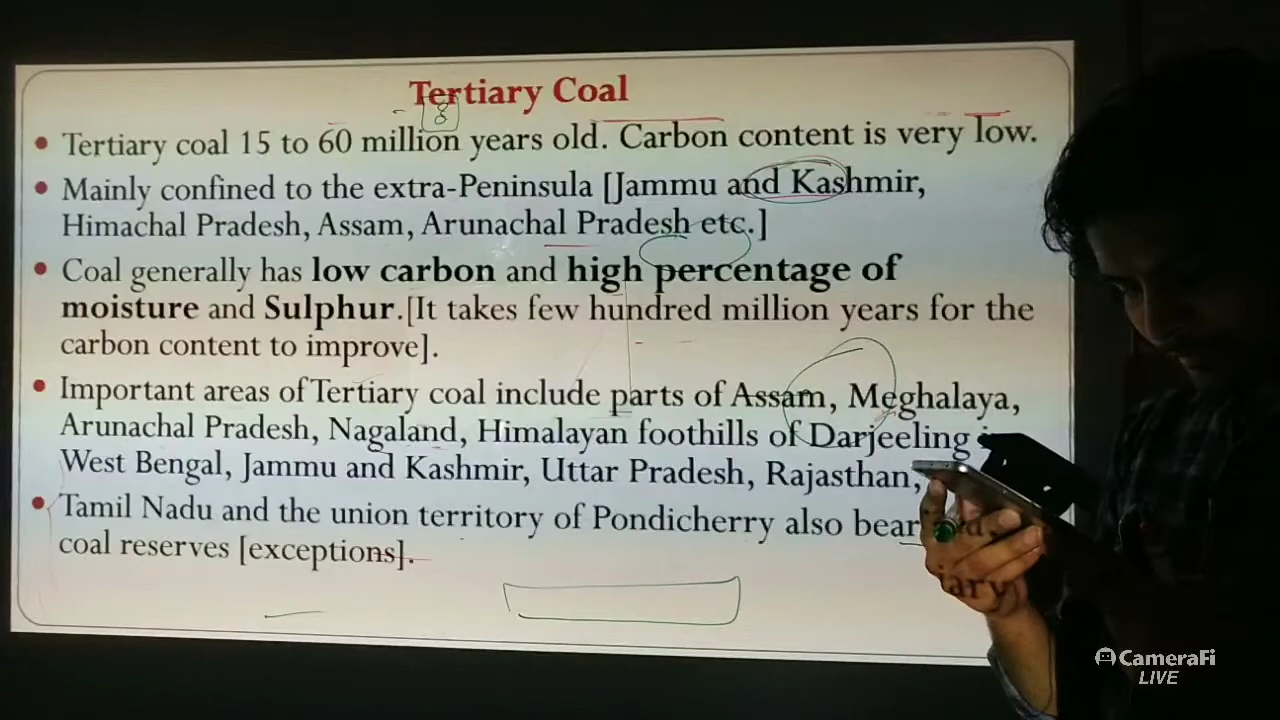 Tertiary Coal
8
• Tertiary coal 15 to 60 million years old. Carbon content is very low.
• Mainly confined to the extra-Peninsula [Jammu and Kashmir,
Himachal Pradesh, Assam, Arunachal Pradesh etc.]
• Coal generally has low carbon and high percentage of
moisture and Sulphur.[It takes few hundred million years for the
carbon content to improve].
• Important areas of Tertiary coal include parts of Assam, Meghalaya,
Arunachal Pradesh, Nagaland, Himalayan foothills of Darjeeling
West Bengal, Jammu and Kashmir, Uttar Pradesh, Rajasthan,
• Tamil Nadu and the union territory of Pondicherry also bear
coal reserves [exceptions].
CameraFi
LIVE